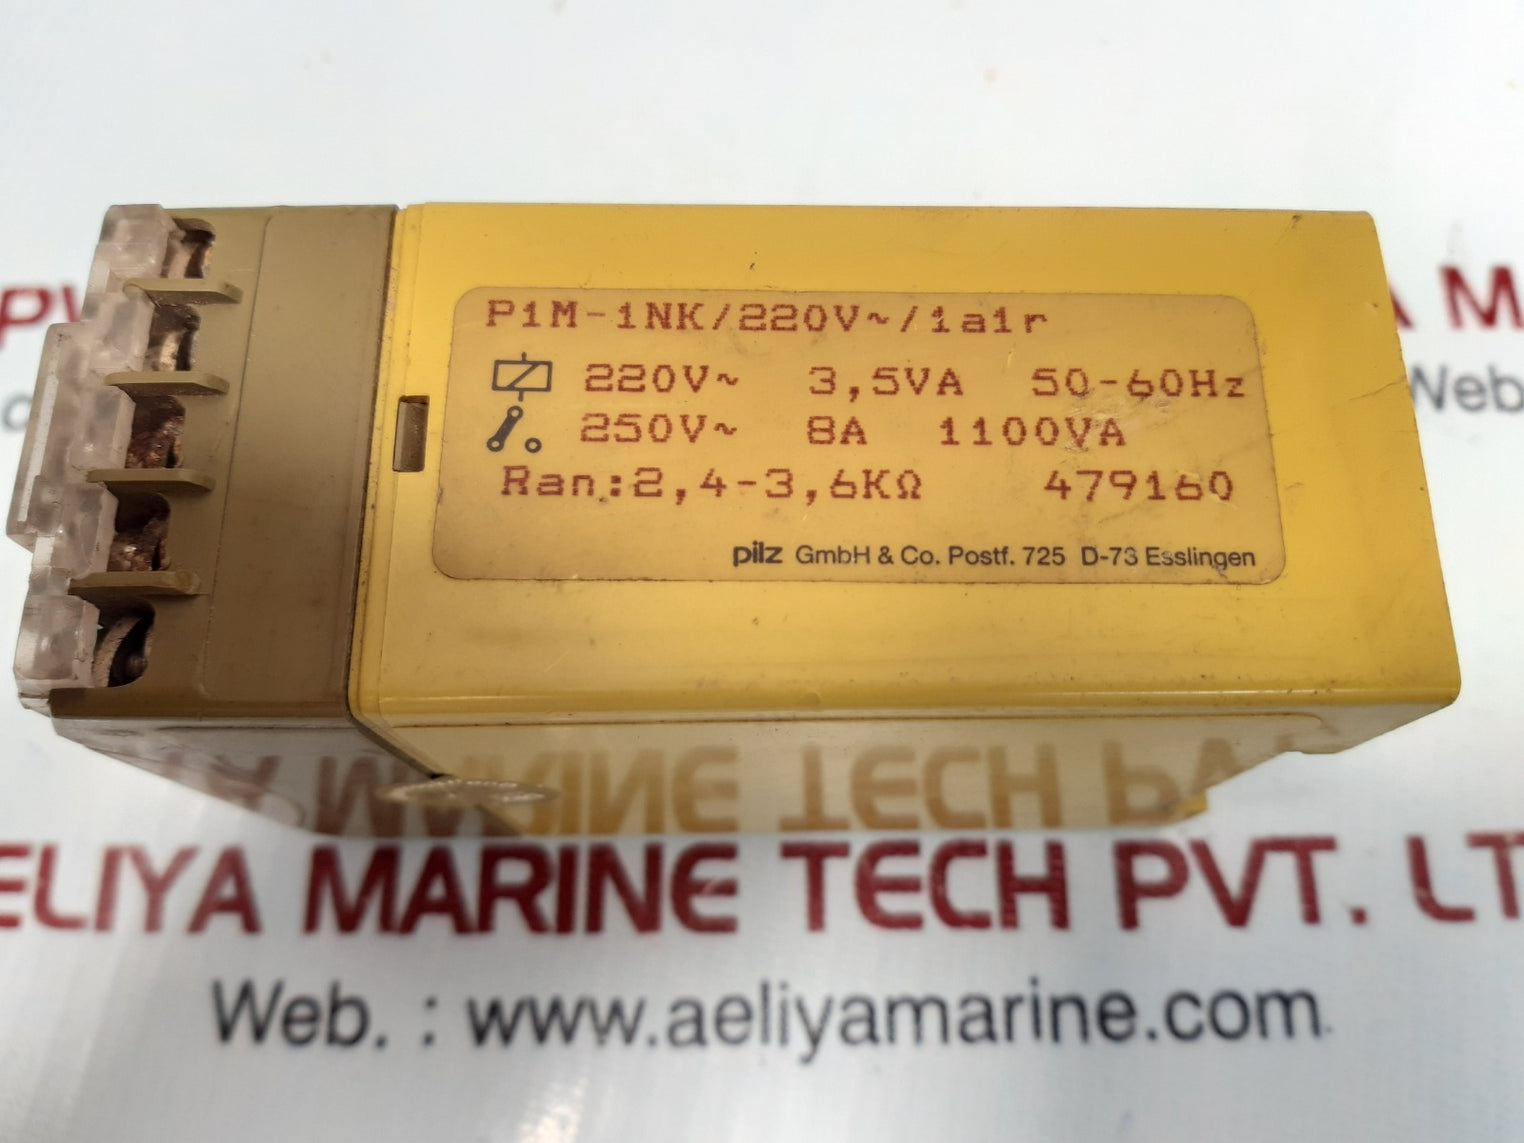 P1M-1NK/220V~/1a1r
220V~ 3,5VA 50-60Hz
250V~ 8A 1100VA
Ran:2,4-3,6KΩ 479160
pilz GmbH & Co. Postf. 725 D-73 Esslingen
ELIYA MARINE TECH PVT. LT
Web. : www.aeliyamarine.com
Web